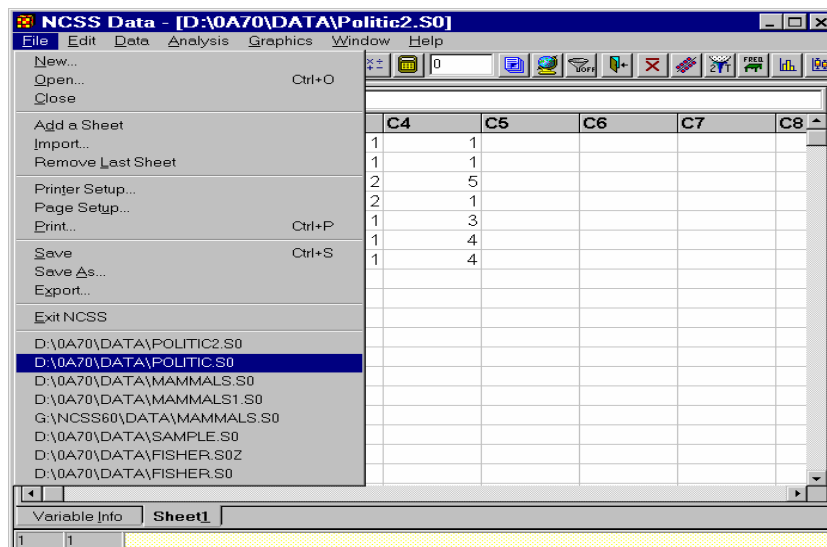 NCSS Data - [D:\0A70\DATA\Politic2.S0]
File Edit Data Analysis Graphics Window Help
New...
Open... Ctrl+O
Close
Add a Sheet
Import...
Remove Last Sheet
Printer Setup...
Page Setup...
Print... Ctrl+P
Save Ctrl+S
Save As...
Export...
Exit NCSS
D:\0A70\DATA\POLITIC2.S0
D:\0A70\DATA\POLITIC.S0
D:\0A70\DATA\MAMMALS.S0
D:\0A70\DATA\MAMMALS1.S0
G:\NCSS60\DATA\MAMMALS.S0
D:\0A70\DATA\SAMPLE.S0
D:\0A70\DATA\FISHER.S0Z
D:\0A70\DATA\FISHER.S0
0 OFF FREQ
C4 C5 C6 C7 C8
1 1
1 1
2 5
2 1
1 3
1 4
1 4
Variable Info Sheet1
1 1